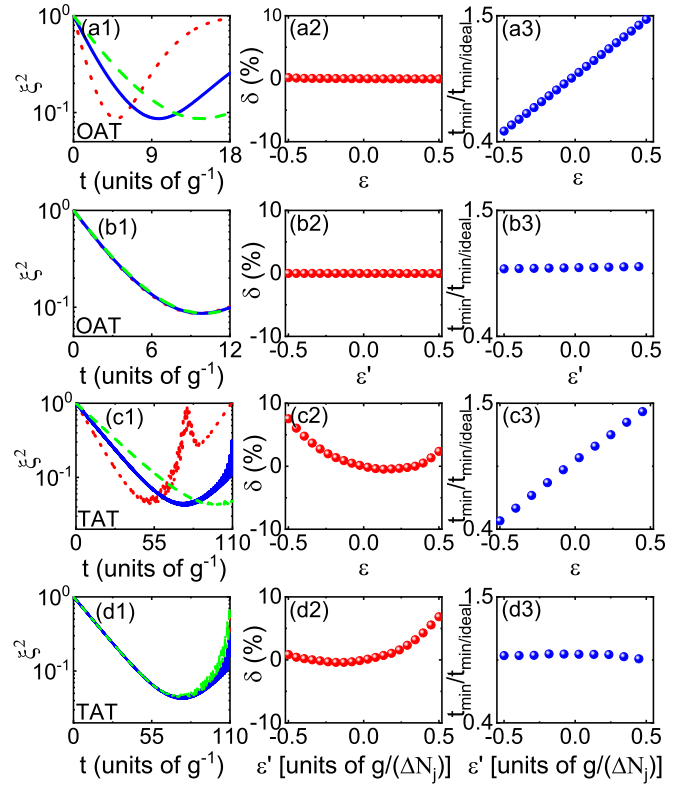 10⁰
(a1)
10⁻¹
ξ²
OAT
0 9 18
t (units of g⁻¹)
10
(a2)
0
-10
δ (%)
-0.5 0.0 0.5
ε
1.5
(a3)
0.4
t_min/t_min/ideal
-0.5 0.0 0.5
ε
10⁰
(b1)
10⁻¹
ξ²
OAT
0 6 12
t (units of g⁻¹)
10
(b2)
0
-10
δ (%)
-0.5 0.0 0.5
ε'
1.5
(b3)
0.4
t_min/t_min/ideal
-0.5 0.0 0.5
ε'
10⁰
(c1)
10⁻¹
ξ²
TAT
0 55 110
t (units of g⁻¹)
10
(c2)
0
-10
δ (%)
-0.5 0.0 0.5
ε
1.5
(c3)
0.4
t_min/t_min/ideal
-0.5 0.0 0.5
ε
10⁰
(d1)
10⁻¹
ξ²
TAT
0 55 110
t (units of g⁻¹)
10
(d2)
0
-10
δ (%)
-0.5 0.0 0.5
ε' [units of g/(ΔN_j)]
1.5
(d3)
0.4
t_min/t_min/ideal
-0.5 0.0 0.5
ε' [units of g/(ΔN_j)]